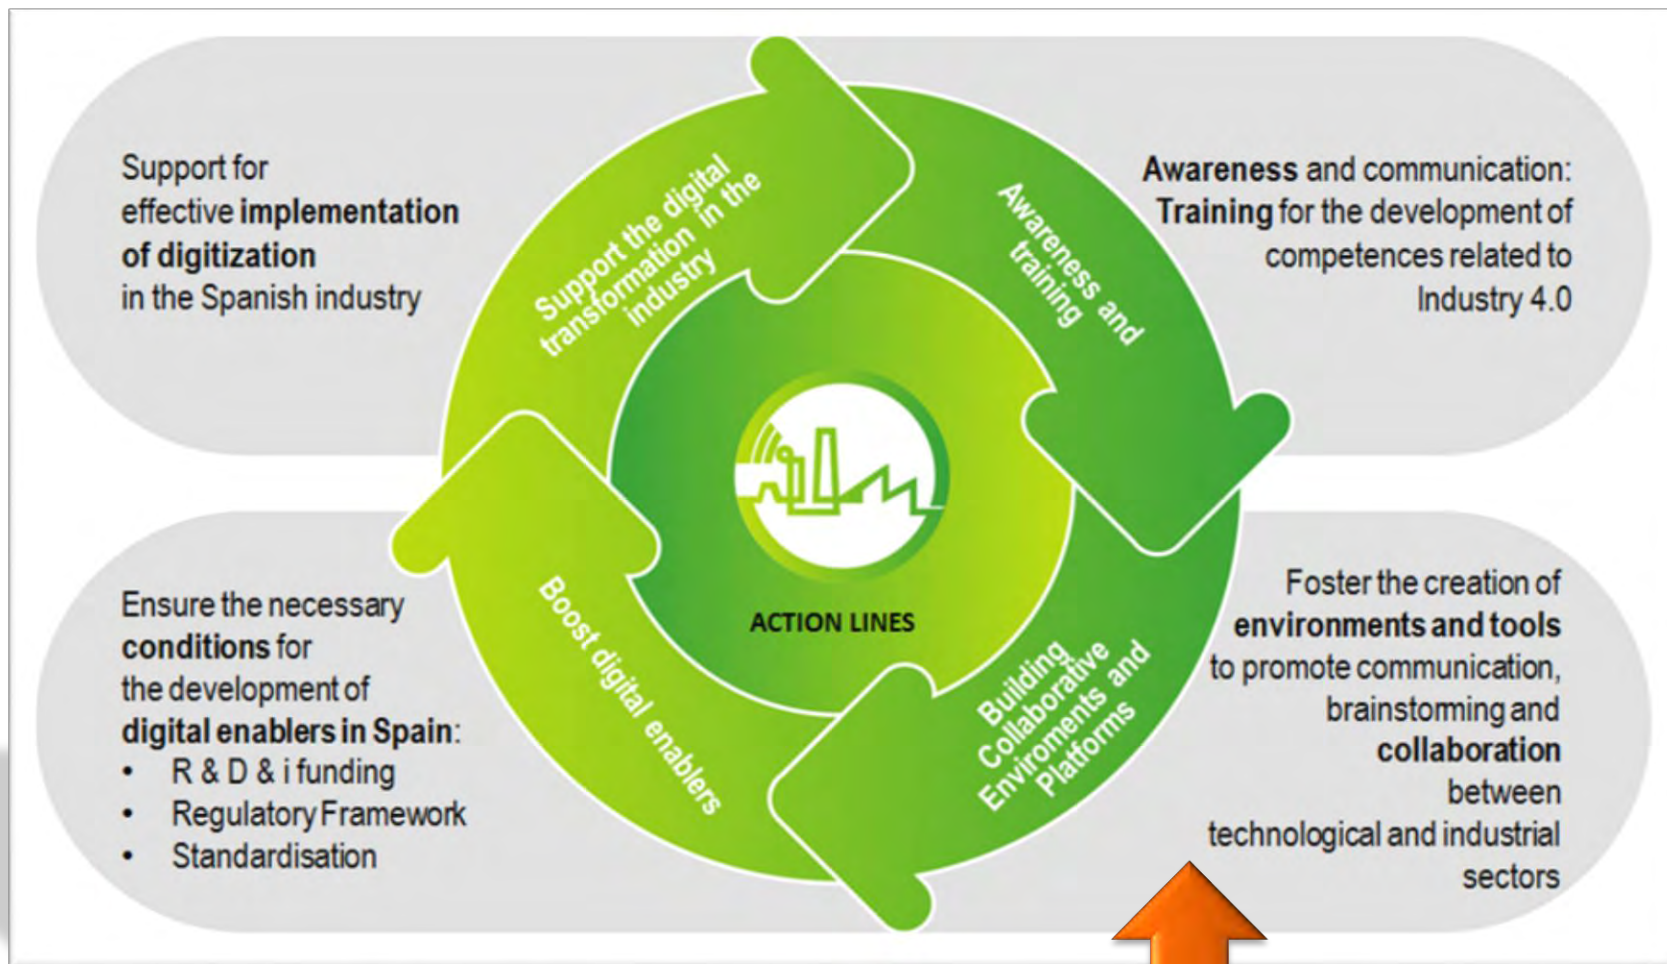 Support for
effective implementation
of digitization
in the Spanish industry
Support the digital
transformation in the
industry
Awareness and
training
Awareness and communication:
Training for the development of
competences related to
Industry 4.0
ACTION LINES
Ensure the necessary
conditions for
the development of
digital enablers in Spain:
• R & D & i funding
• Regulatory Framework
• Standardisation
Boost digital enablers
Building
Collaborative
Enviroments and
Platforms
Foster the creation of
environments and tools
to promote communication,
brainstorming and
collaboration
between
technological and industrial
sectors